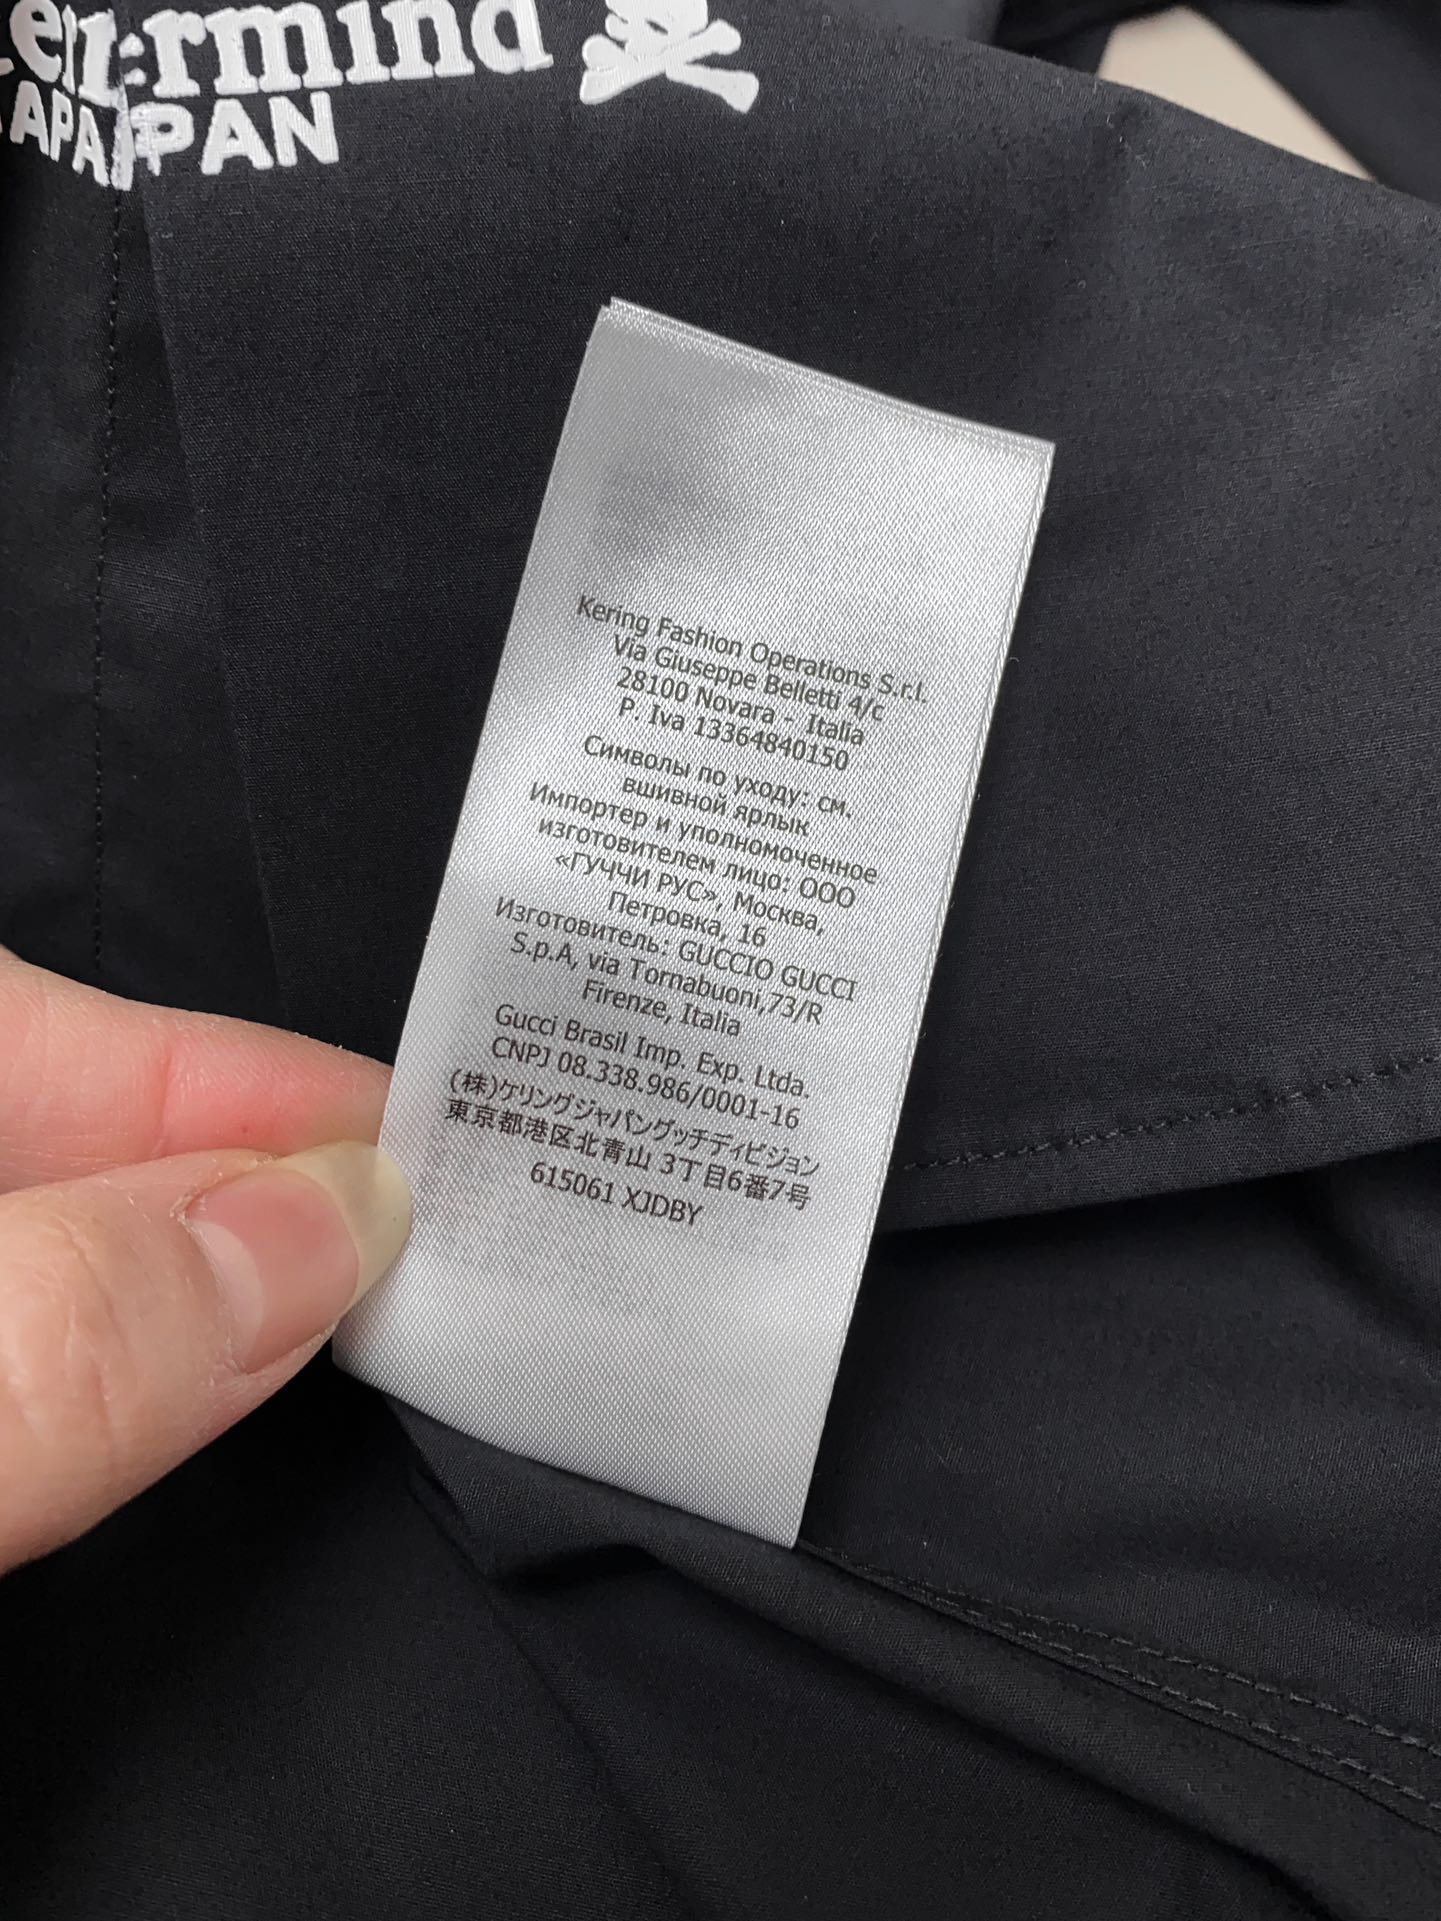 ermind
JAPAN
Kering Fashion Operations S.r.l.
Via Giuseppe Belletti 4/c
28100 Novara - Italia
P. Iva 13364840150
Символы по уходу: см.
вшивной ярлык
Импортер и уполномоченное
изготовителем лицо: ООО
«ГУЧЧИ РУС», Москва,
Петровка, 16
Изготовитель: GUCCIO GUCCI
S.p.A, via Tornabuoni,73/R
Firenze, Italia
Gucci Brasil Imp. Exp. Ltda.
CNPJ 08.338.986/0001-16
(株)ケリングジャパングッチディビジョン
東京都港区北青山 3丁目6番7号
615061 XJDBY